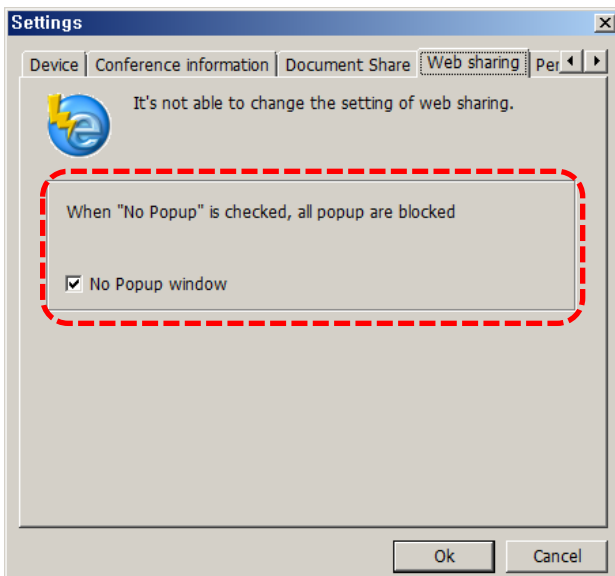 Settings
Device Conference information Document Share Web sharing Per
It's not able to change the setting of web sharing.
When "No Popup" is checked, all popup are blocked
No Popup window
Ok Cancel